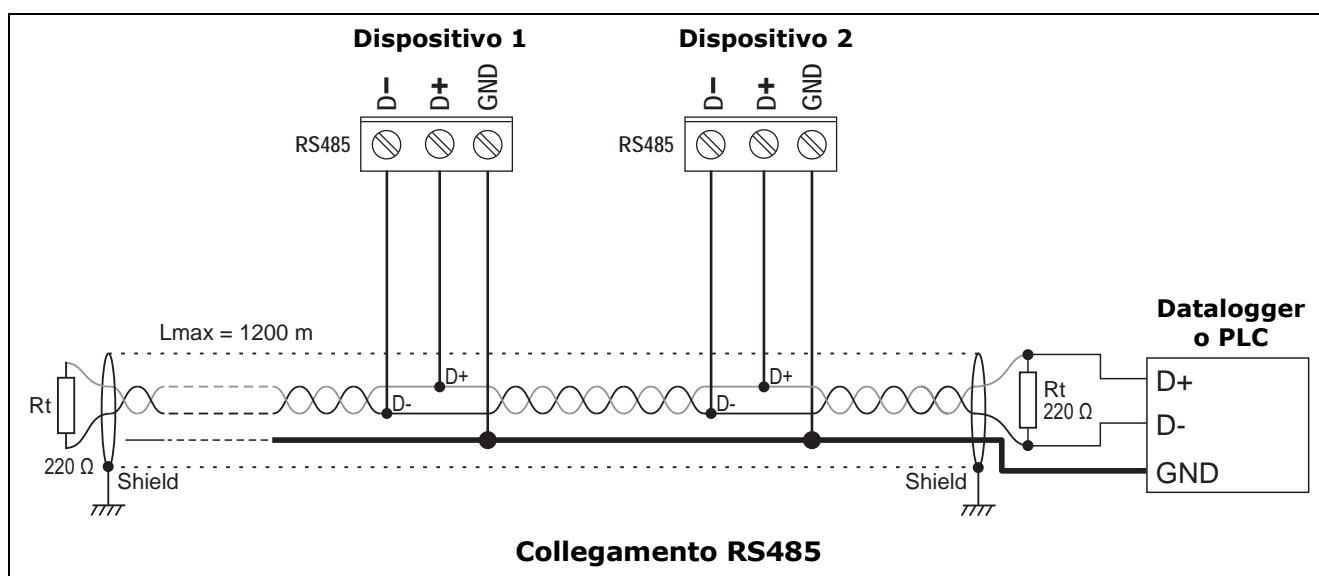 Dispositivo 1
Dispositivo 2
D-
D+
GND
D-
D+
GND
RS485
RS485
Datalogger
o PLC
Lmax = 1200 m
D+
D+
D+
Rt
Rt
220 Ω
D-
D-
D-
220 Ω
Shield
Shield
GND
Collegamento RS485